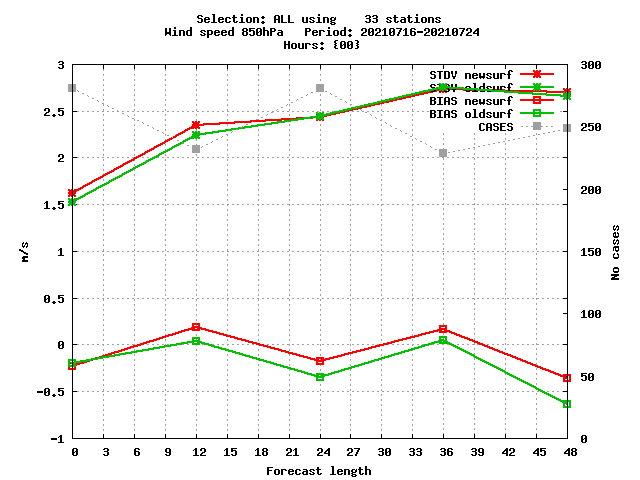 Selection: ALL using    33 stations
Wind speed 850hPa   Period: 20210716-20210724
Hours: {00}
STDV newsurf
STDV oldsurf
BIAS newsurf
BIAS oldsurf
CASES
3
2.5
2
1.5
1
0.5
0
-0.5
-1
m/s
300
250
200
150
100
50
0
No cases
0 3 6 9 12 15 18 21 24 27 30 33 36 39 42 45 48
Forecast length